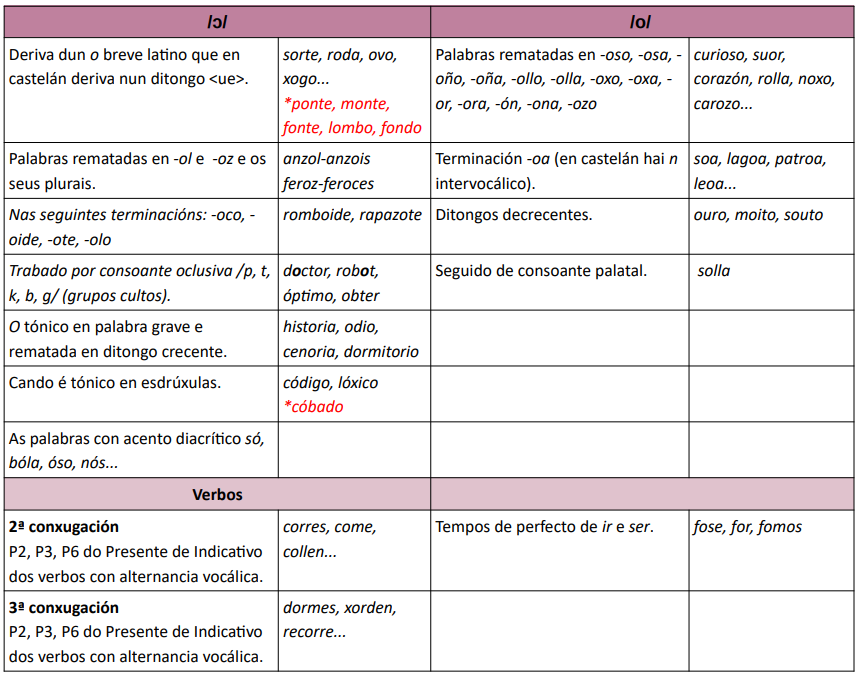 /ɔ/
/o/
Deriva dun o breve latino que en
castelán deriva nun ditongo <ue>.
sorte, roda, ovo,
xogo...
*ponte, monte,
fonte, lombo, fondo
Palabras rematadas en -oso, -osa, -
oño, -oña, -ollo, -olla, -oxo, -oxa, -
or, -ora, -ón, -ona, -ozo
curioso, suor,
corazón, rolla, noxo,
carozo...
Palabras rematadas en -ol e -oz e os
seus plurais.
anzol-anzois
feroz-feroces
Terminación -oa (en castelán hai n
intervocálico).
soa, lagoa, patroa,
leoa...
Nas seguintes terminacións: -oco, -
oide, -ote, -olo
romboide, rapazote
Ditongos decrecentes.
ouro, moito, souto
Trabado por consoante oclusiva /p, t,
k, b, g/ (grupos cultos).
doctor, robot,
óptimo, obter
Seguido de consoante palatal.
solla
O tónico en palabra grave e
rematada en ditongo crecente.
historia, odio,
cenoria, dormitorio
Cando é tónico en esdrúxulas.
código, lóxico
*cóbado
As palabras con acento diacrítico só,
bóla, óso, nós...
Verbos
2ª conxugación
P2, P3, P6 do Presente de Indicativo
dos verbos con alternancia vocálica.
corres, come,
collen...
Tempos de perfecto de ir e ser.
fose, for, fomos
3ª conxugación
P2, P3, P6 do Presente de Indicativo
dos verbos con alternancia vocálica.
dormes, xorden,
recorre...